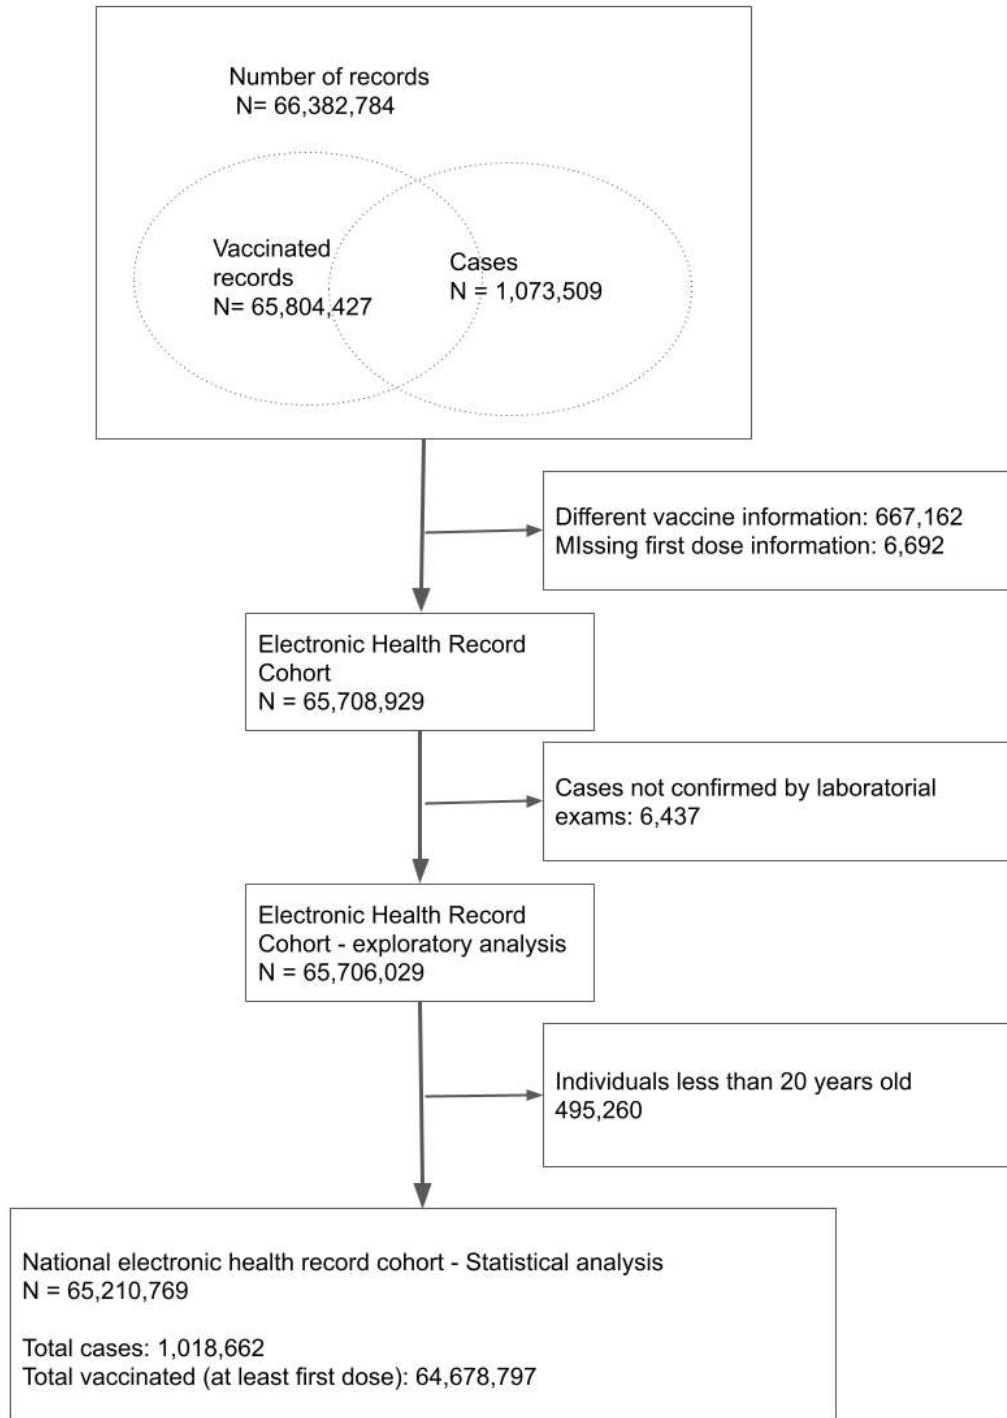 Number of records
N= 66,382,784
Vaccinated
records
N= 65,804,427
Cases
N = 1,073,509
Different vaccine information: 667,162
MIssing first dose information: 6,692
Electronic Health Record
Cohort
N = 65,708,929
Cases not confirmed by laboratorial
exams: 6,437
Electronic Health Record
Cohort - exploratory analysis
N = 65,706,029
Individuals less than 20 years old
495,260
National electronic health record cohort - Statistical analysis
N = 65,210,769
Total cases: 1,018,662
Total vaccinated (at least first dose): 64,678,797